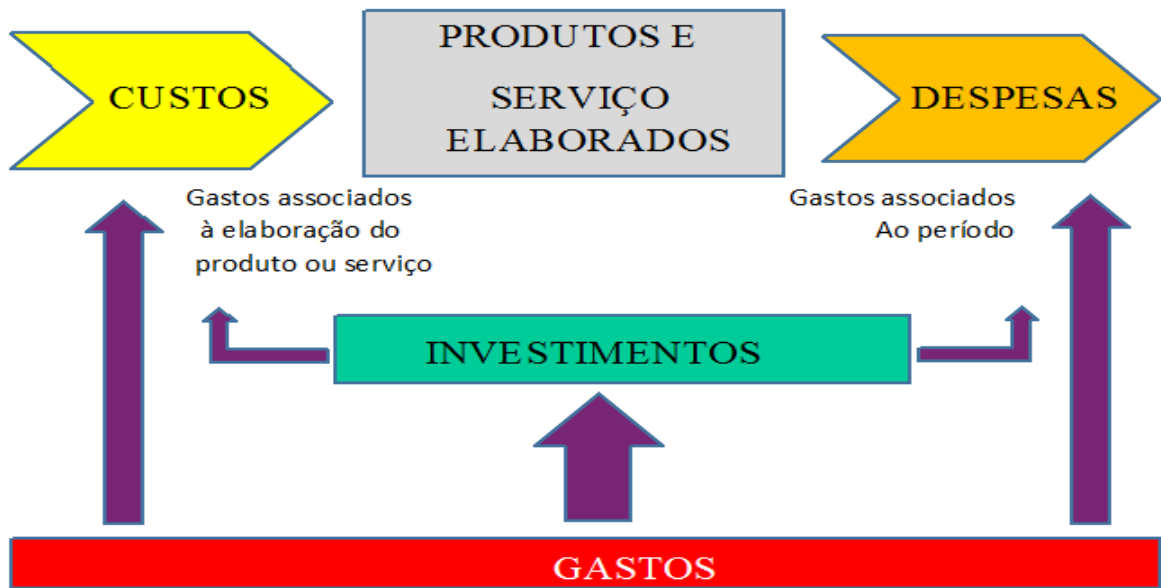 CUSTOS
PRODUTOS E
SERVIÇO
ELABORADOS
DESPESAS
Gastos associados
à elaboração do
produto ou serviço
Gastos associados
Ao período
INVESTIMENTOS
GASTOS